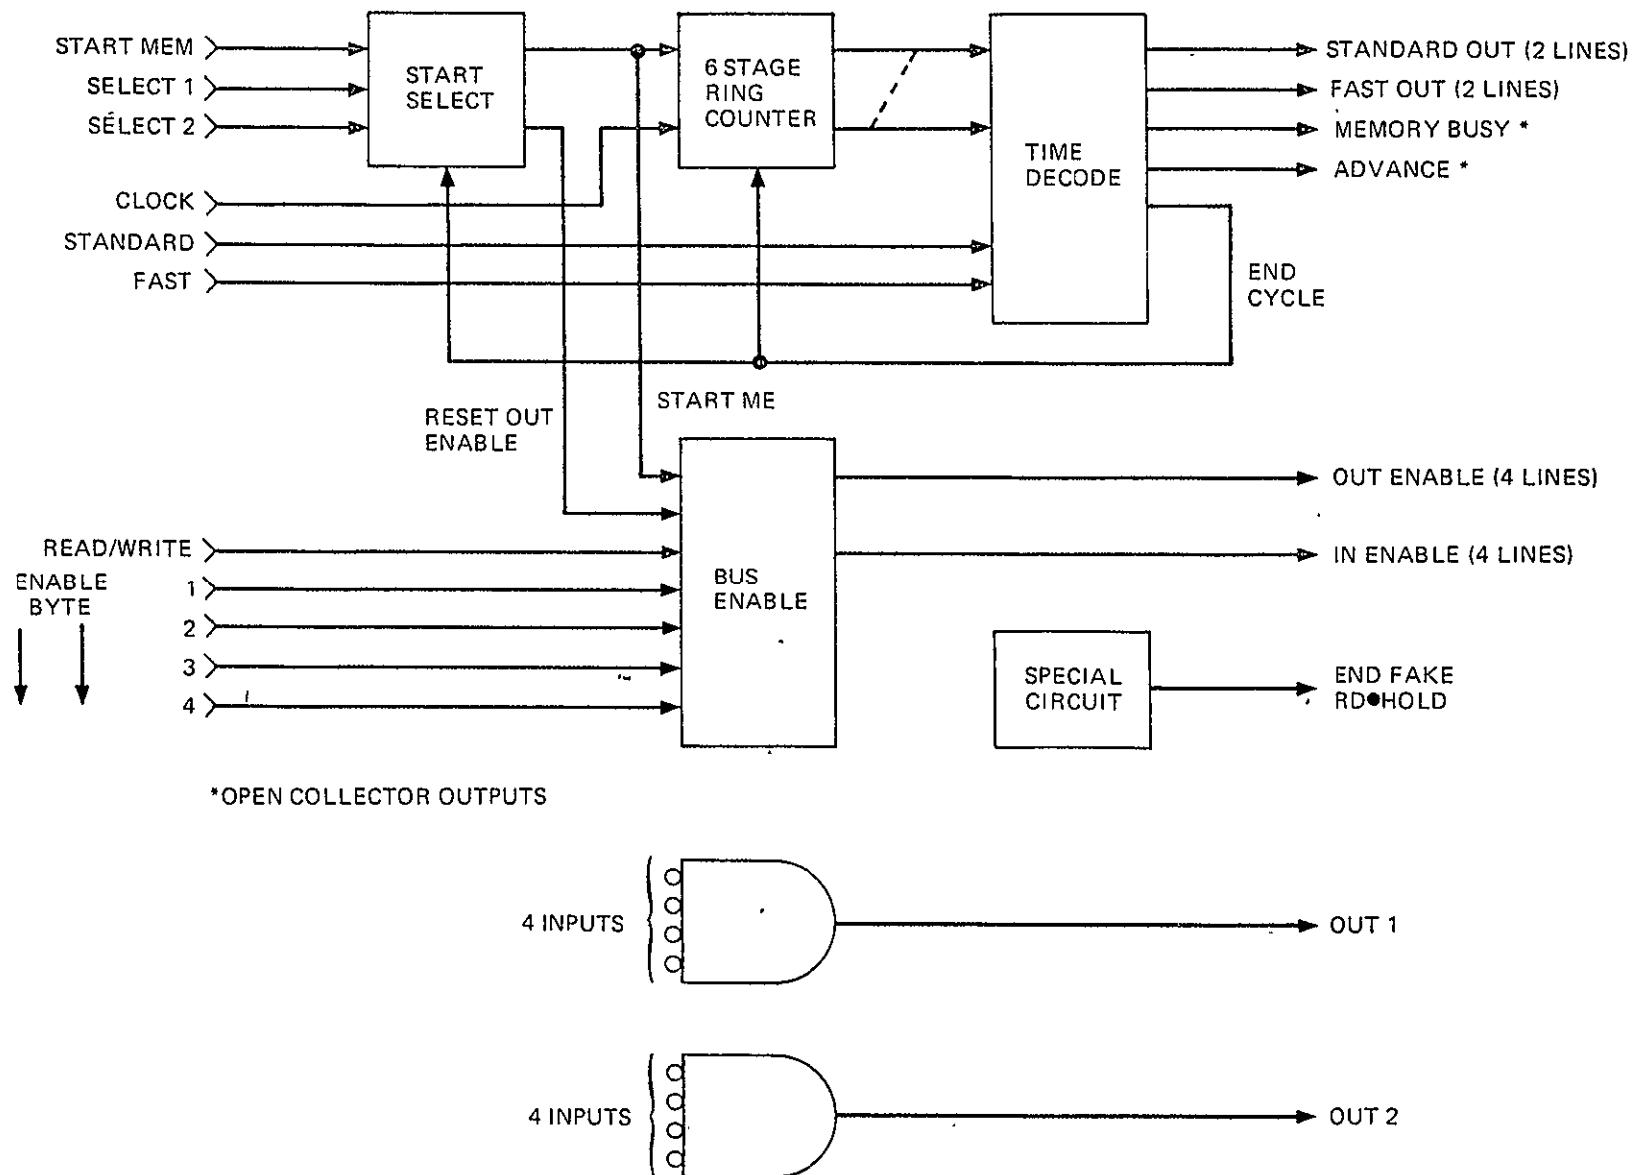 START MEM
SELECT 1
SELECT 2
CLOCK
STANDARD
FAST
START
SELECT
6 STAGE
RING
COUNTER
TIME
DECODE
STANDARD OUT (2 LINES)
FAST OUT (2 LINES)
MEMORY BUSY *
ADVANCE *
END
CYCLE
RESET OUT
ENABLE
START ME
READ/WRITE
ENABLE
BYTE
1
2
3
4
BUS
ENABLE
OUT ENABLE (4 LINES)
IN ENABLE (4 LINES)
SPECIAL
CIRCUIT
END FAKE
RD●HOLD
*OPEN COLLECTOR OUTPUTS
4 INPUTS
OUT 1
4 INPUTS
OUT 2